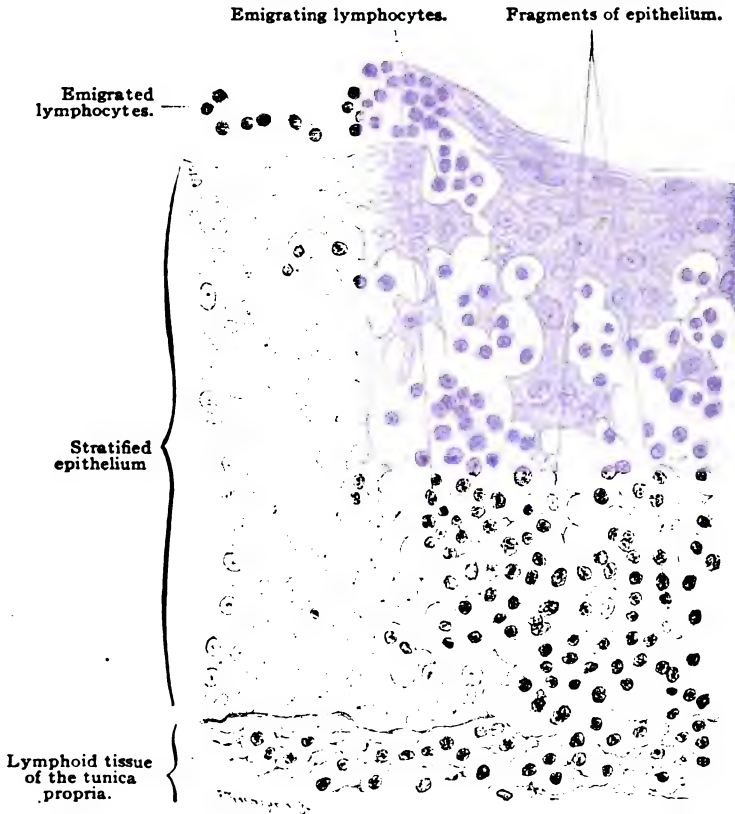 Emigrating lymphocytes.
Fragments of epithelium.
Emigrated
lymphocytes.
Stratified
epithelium
Lymphoid tissue
of the tunica
propria.